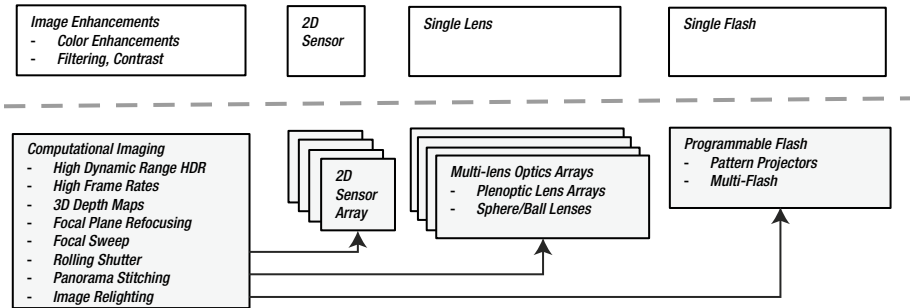 Image Enhancements
- Color Enhancements
- Filtering, Contrast
2D
Sensor
Single Lens
Single Flash
Computational Imaging
- High Dynamic Range HDR
- High Frame Rates
- 3D Depth Maps
- Focal Plane Refocusing
- Focal Sweep
- Rolling Shutter
- Panorama Stitching
- Image Relighting
2D
Sensor
Array
Multi-lens Optics Arrays
- Plenoptic Lens Arrays
- Sphere/Ball Lenses
Programmable Flash
- Pattern Projectors
- Multi-Flash